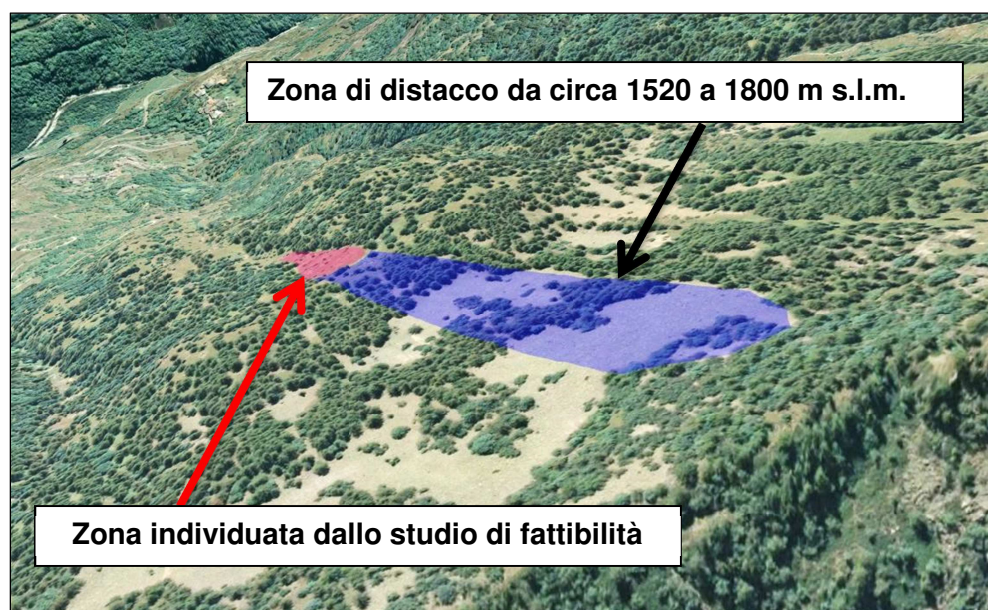 Zona di distacco da circa 1520 a 1800 m s.l.m.
Zona individuata dallo studio di fattibilità